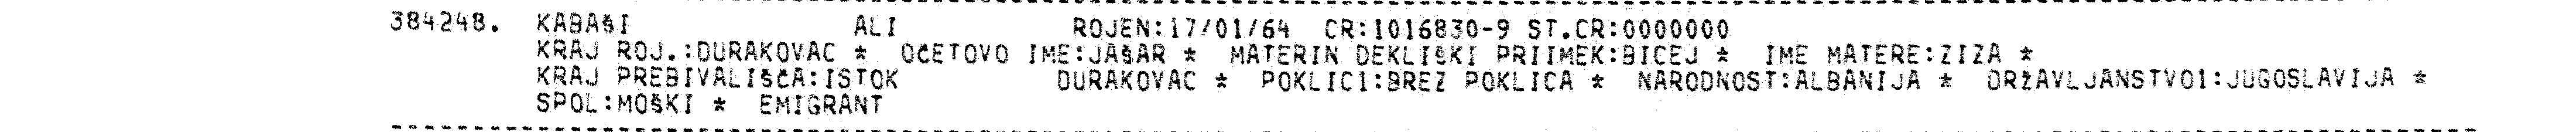 384248. KABAŠI ALI ROJEN:17/01/64 CR:1016830-9 ST.CR:0000000
KRAJ ROJ.:DURAKOVAC * OČETOVO IME:JAŠAR * MATERIN DEKLIŠKI PRIIMEK:BICEJ * IME MATERE:ZIZA *
KRAJ PREBIVALIŠČA:ISTOK DURAKOVAC * POKLIC1:BREZ POKLICA * NARODNOST:ALBANIJA * DRŽAVLJANSTVO1:JUGOSLAVIJA *
SPOL:MOŠKI * EMIGRANT